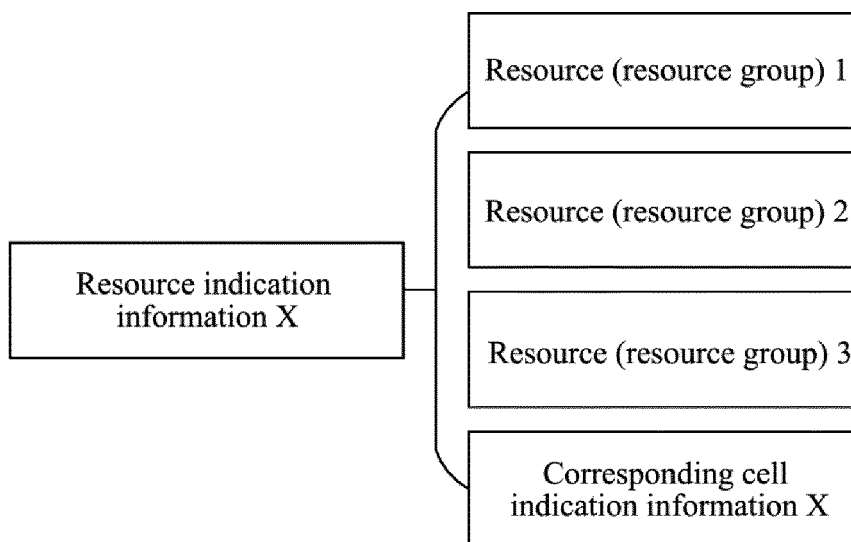 Resource (resource group) 1
Resource (resource group) 2
Resource indication
information X
Resource (resource group) 3
Corresponding cell
indication information X